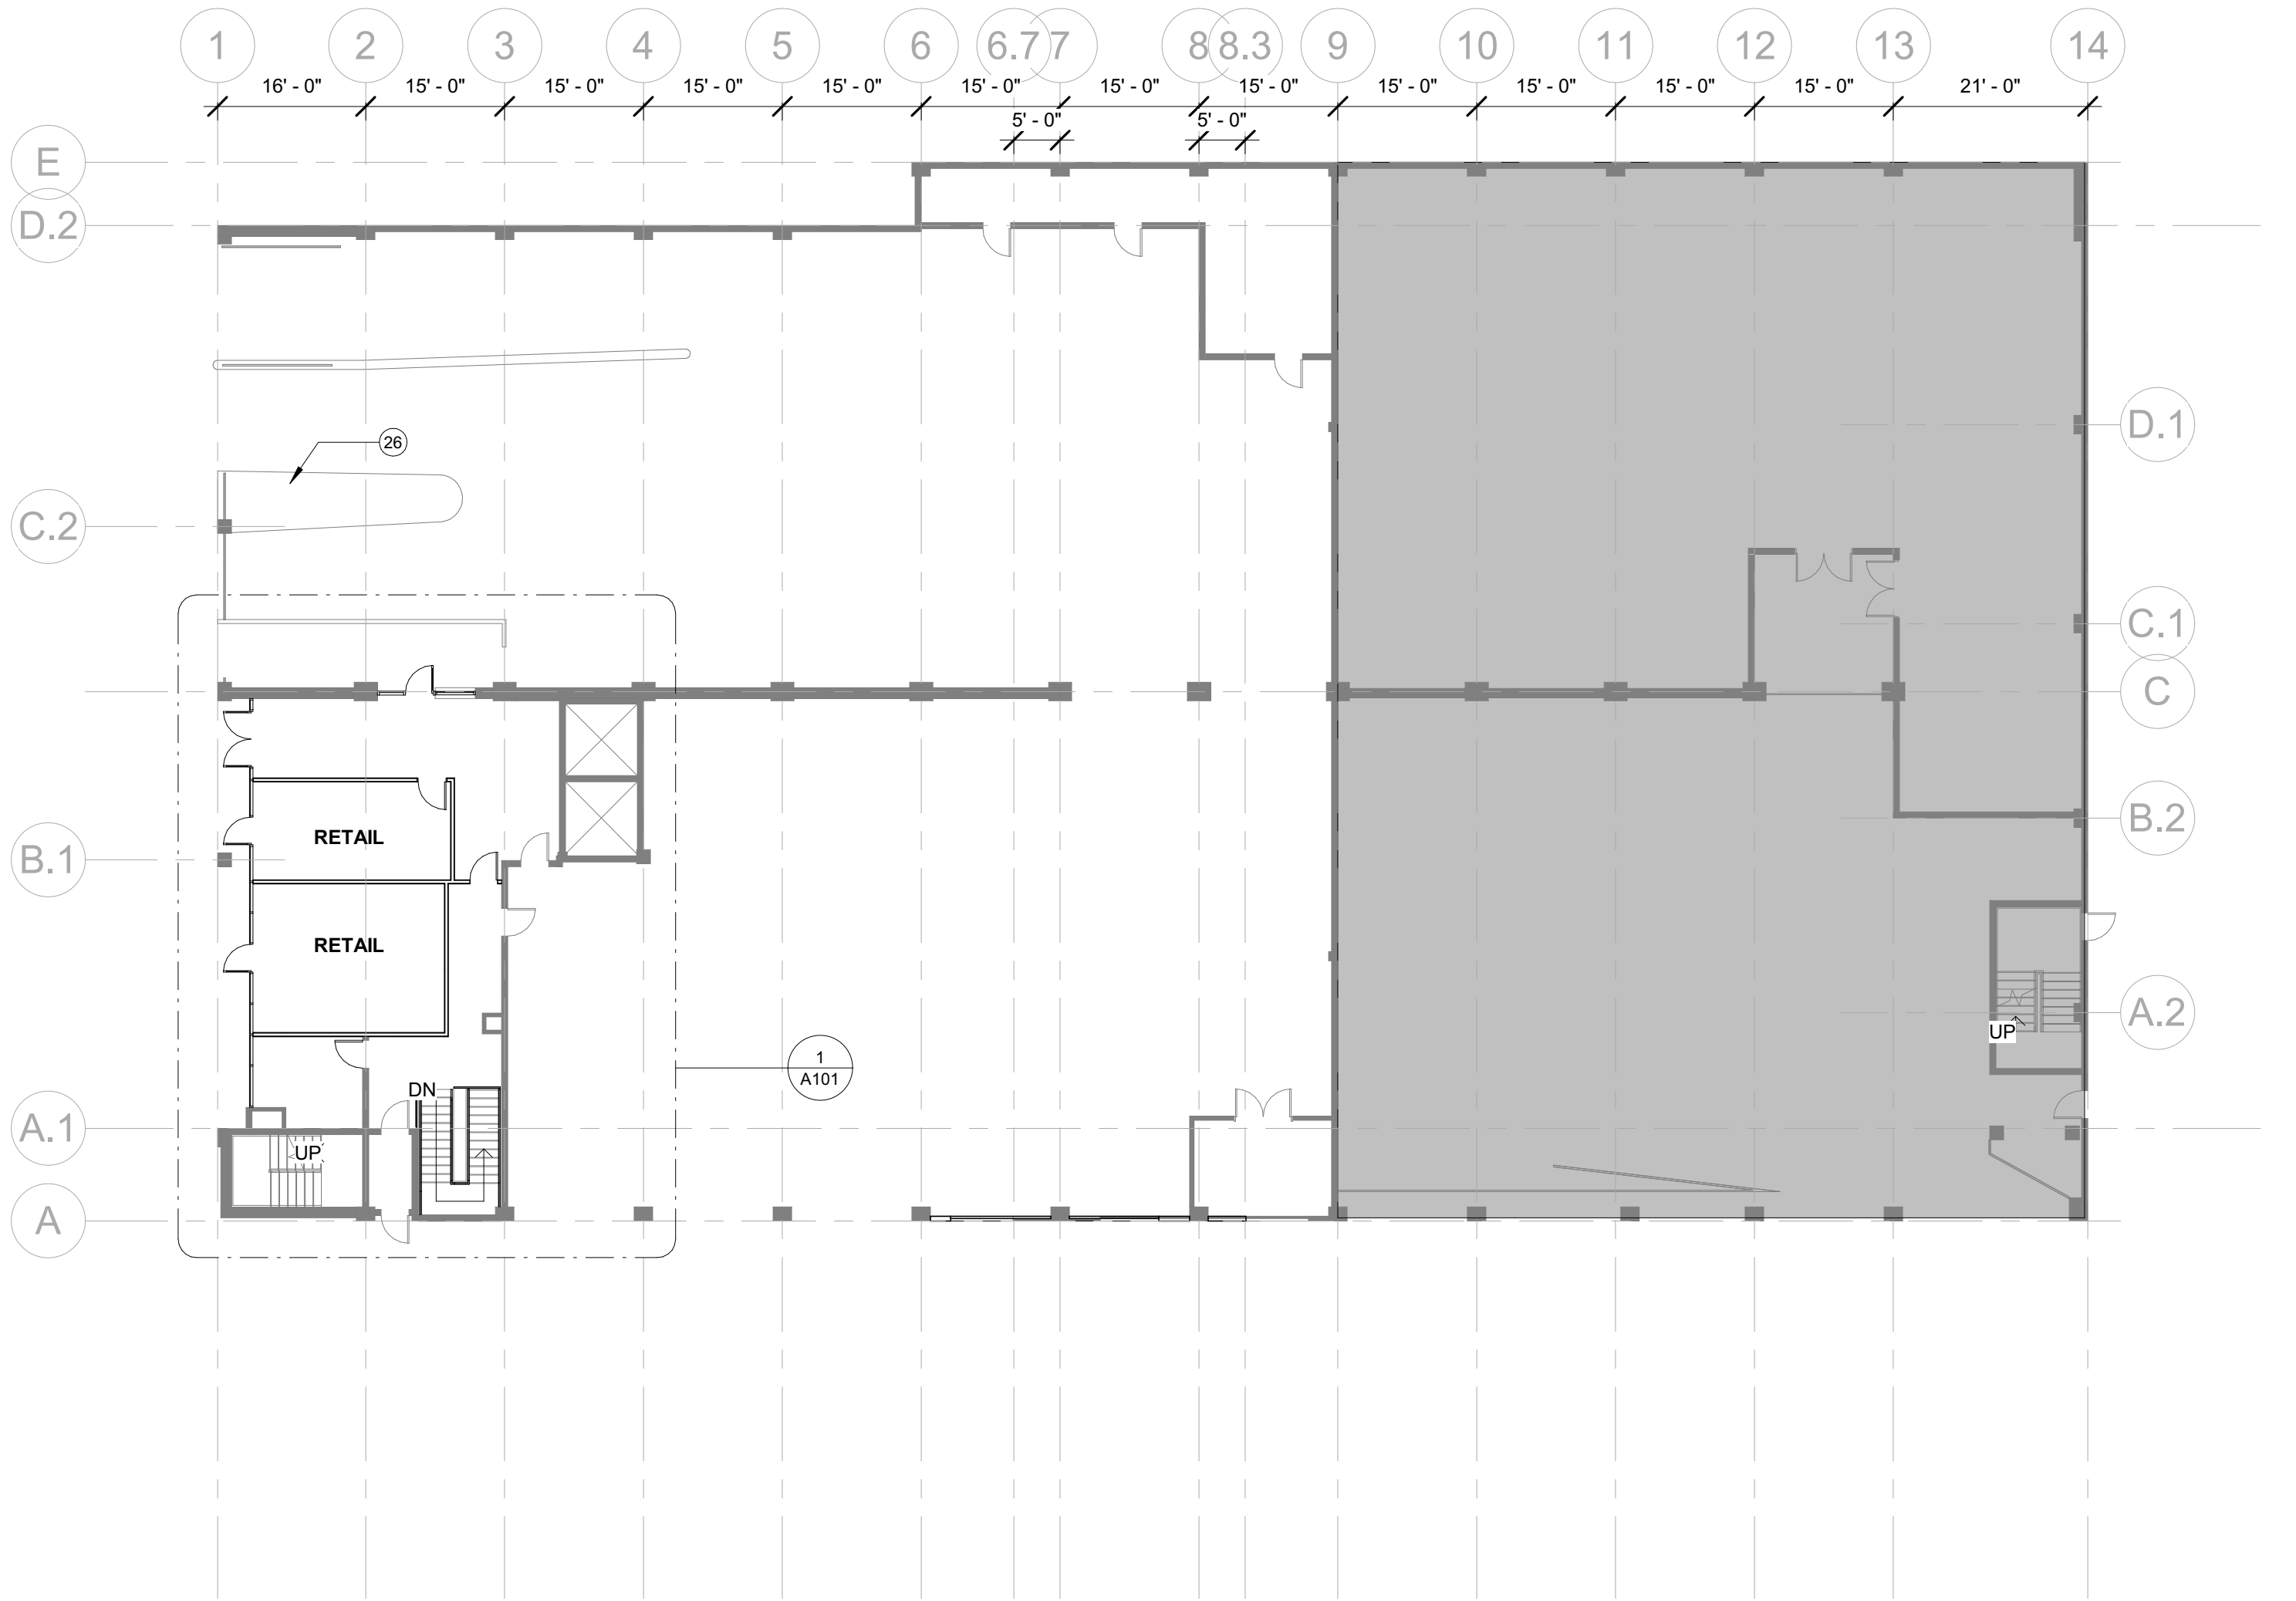 1 2 3 4 5 6 6.7 7 8 8.3 9 10 11 12 13 14
16' - 0" 15' - 0" 15' - 0" 15' - 0" 15' - 0" 15' - 0" 15' - 0" 15' - 0" 15' - 0" 15' - 0" 15' - 0" 15' - 0" 21' - 0"
5' - 0" 5' - 0"
E
D.2
D.1
26
C.2
C.1
C
B.2
RETAIL
B.1
RETAIL
A.2
UP
1
A101
DN
A.1
UP
A